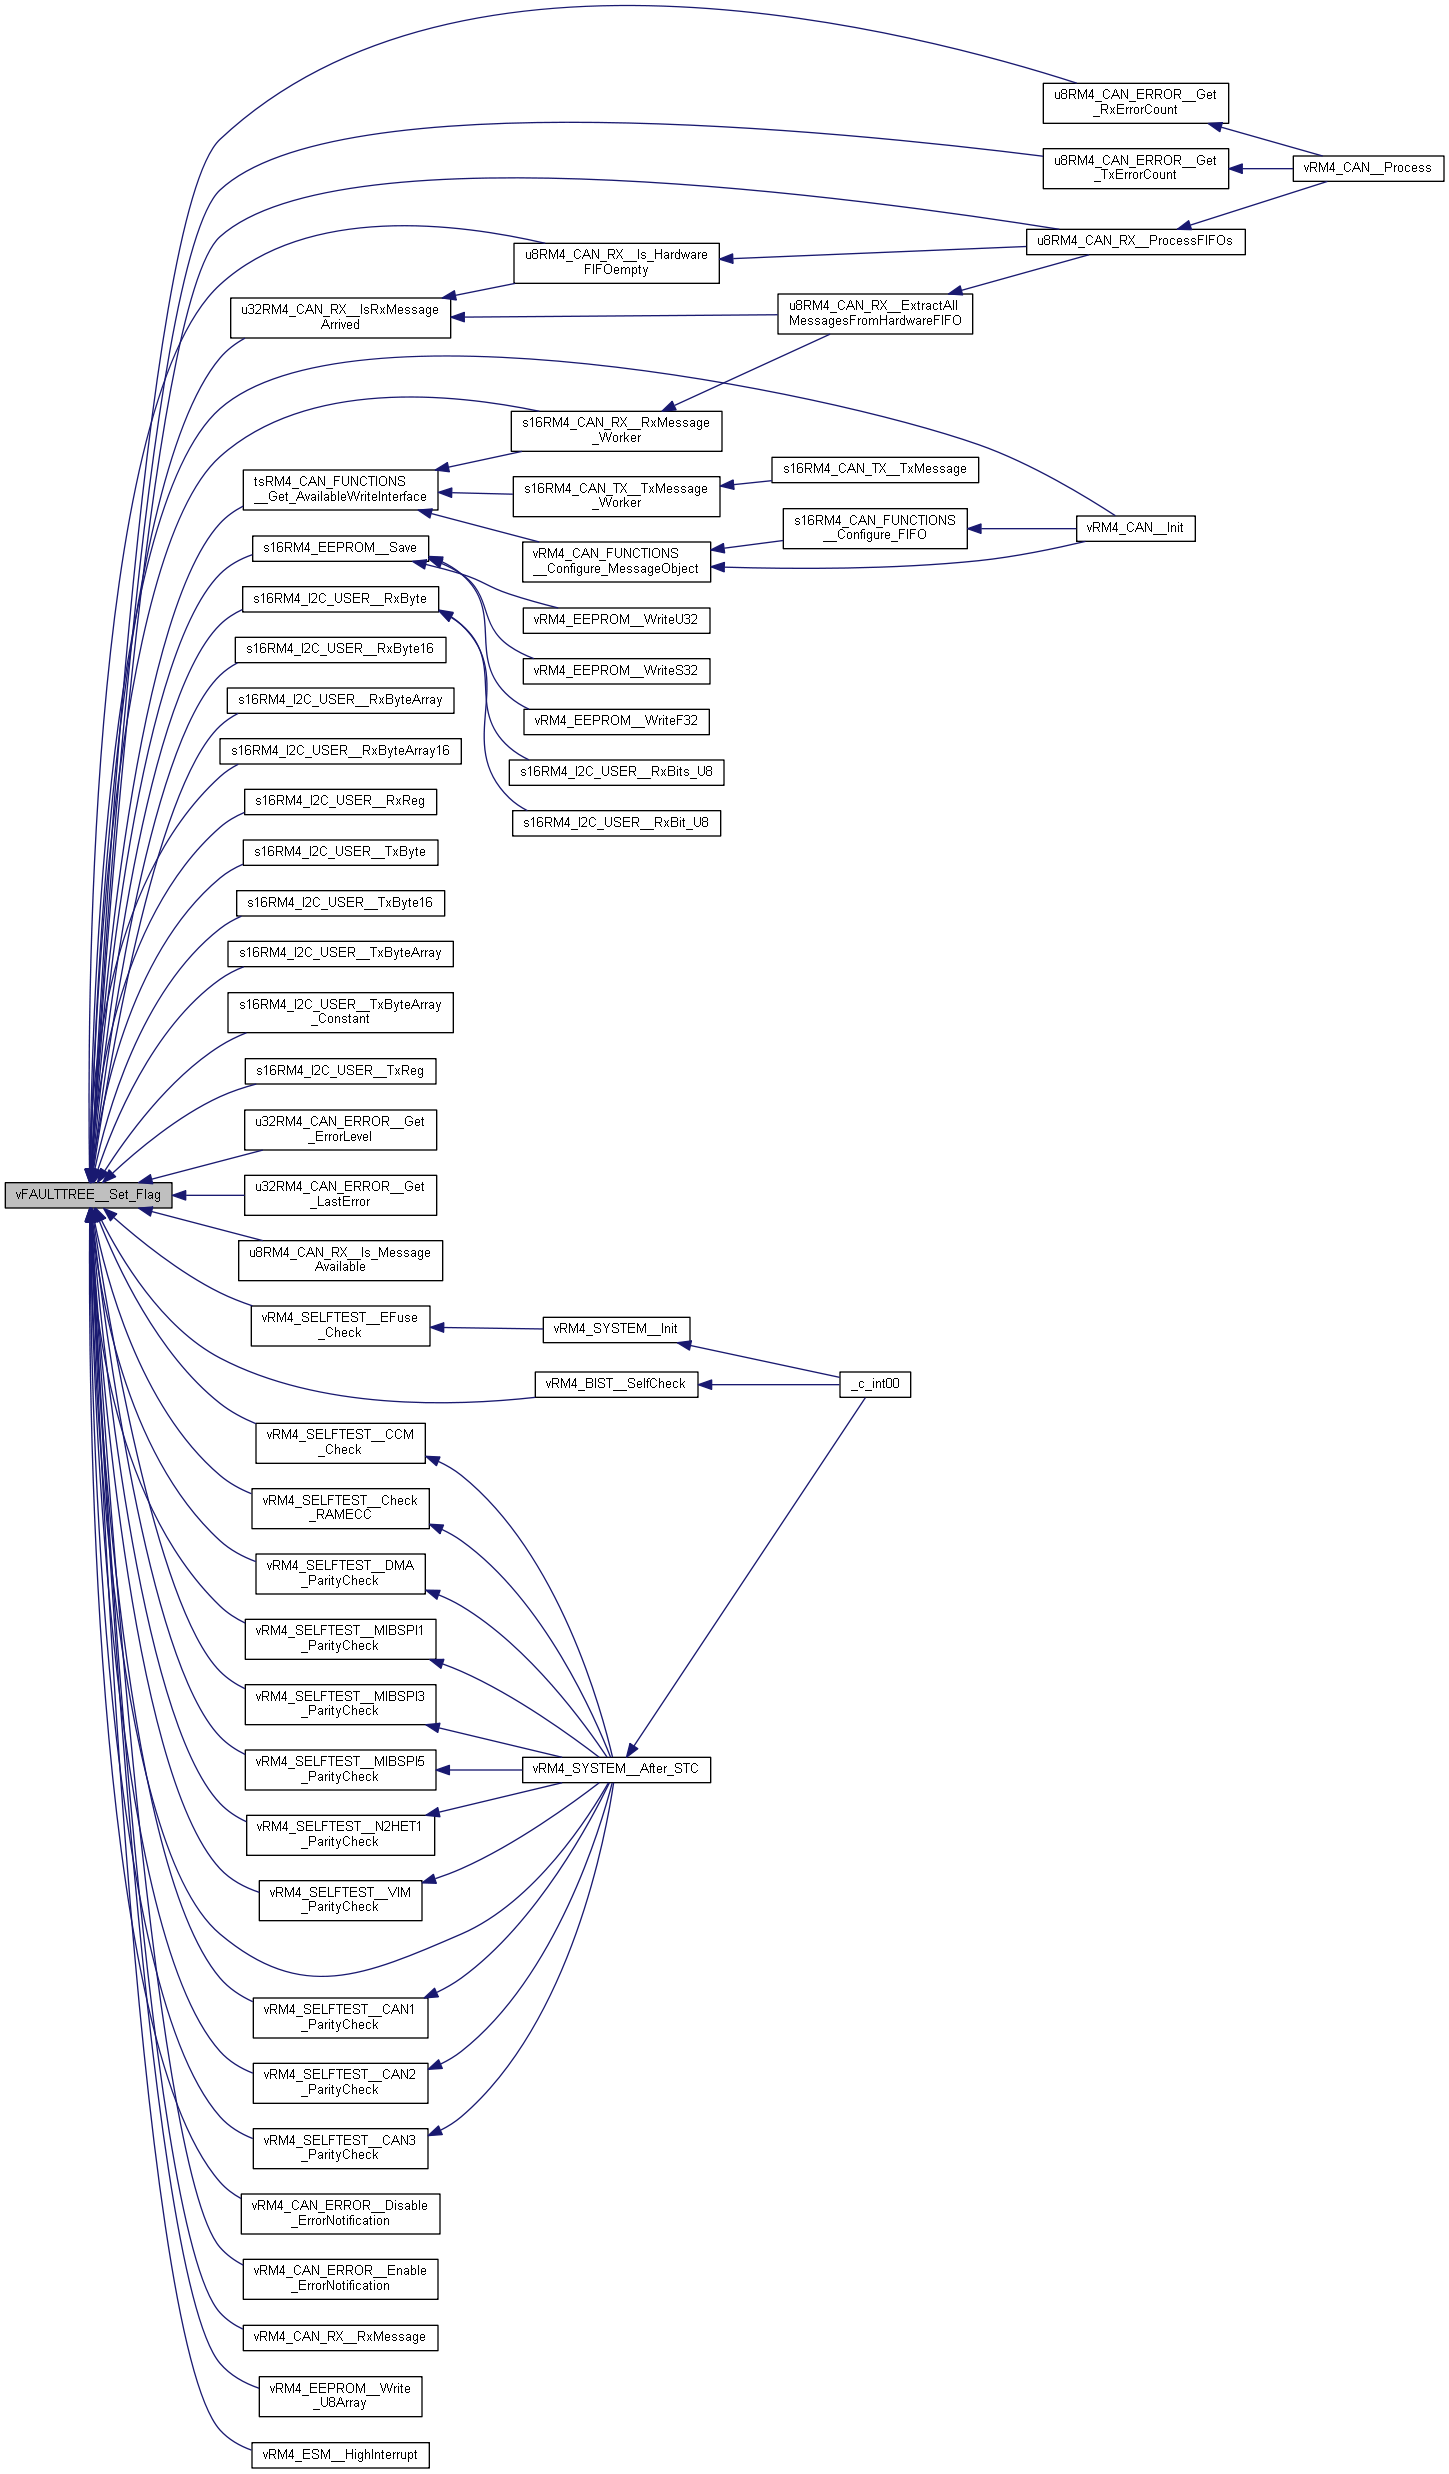 u8RM4_CAN_ERROR__Get
_RxErrorCount
u8RM4_CAN_ERROR__Get
_TxErrorCount
vRM4_CAN__Process
u8RM4_CAN_RX__ProcessFIFOs
u8RM4_CAN_RX__Is_Hardware
FIFOempty
u32RM4_CAN_RX__IsRxMessage
Arrived
u8RM4_CAN_RX__ExtractAll
MessagesFromHardwareFIFO
s16RM4_CAN_RX__RxMessage
_Worker
tsRM4_CAN_FUNCTIONS
__Get_AvailableWriteInterface
s16RM4_CAN_TX__TxMessage
_Worker
s16RM4_CAN_TX__TxMessage
s16RM4_CAN_FUNCTIONS
__Configure_FIFO
vRM4_CAN__Init
vRM4_CAN_FUNCTIONS
__Configure_MessageObject
s16RM4_EEPROM__Save
s16RM4_I2C_USER__RxByte
vRM4_EEPROM__WriteU32
s16RM4_I2C_USER__RxByte16
vRM4_EEPROM__WriteS32
s16RM4_I2C_USER__RxByteArray
vRM4_EEPROM__WriteF32
s16RM4_I2C_USER__RxByteArray16
s16RM4_I2C_USER__RxBits_U8
s16RM4_I2C_USER__RxReg
s16RM4_I2C_USER__RxBit_U8
s16RM4_I2C_USER__TxByte
s16RM4_I2C_USER__TxByte16
s16RM4_I2C_USER__TxByteArray
s16RM4_I2C_USER__TxByteArray
_Constant
s16RM4_I2C_USER__TxReg
u32RM4_CAN_ERROR__Get
_ErrorLevel
vFAULTTREE__Set_Flag
u32RM4_CAN_ERROR__Get
_LastError
u8RM4_CAN_RX__Is_Message
Available
vRM4_SELFTEST__EFuse
_Check
vRM4_SYSTEM__Init
vRM4_BIST__SelfCheck
_c_int00
vRM4_SELFTEST__CCM
_Check
vRM4_SELFTEST__Check
_RAMECC
vRM4_SELFTEST__DMA
_ParityCheck
vRM4_SELFTEST__MIBSPI1
_ParityCheck
vRM4_SELFTEST__MIBSPI3
_ParityCheck
vRM4_SELFTEST__MIBSPI5
_ParityCheck
vRM4_SYSTEM__After_STC
vRM4_SELFTEST__N2HET1
_ParityCheck
vRM4_SELFTEST__VIM
_ParityCheck
vRM4_SELFTEST__CAN1
_ParityCheck
vRM4_SELFTEST__CAN2
_ParityCheck
vRM4_SELFTEST__CAN3
_ParityCheck
vRM4_CAN_ERROR__Disable
_ErrorNotification
vRM4_CAN_ERROR__Enable
_ErrorNotification
vRM4_CAN_RX__RxMessage
vRM4_EEPROM__Write
_U8Array
vRM4_ESM__HighInterrupt